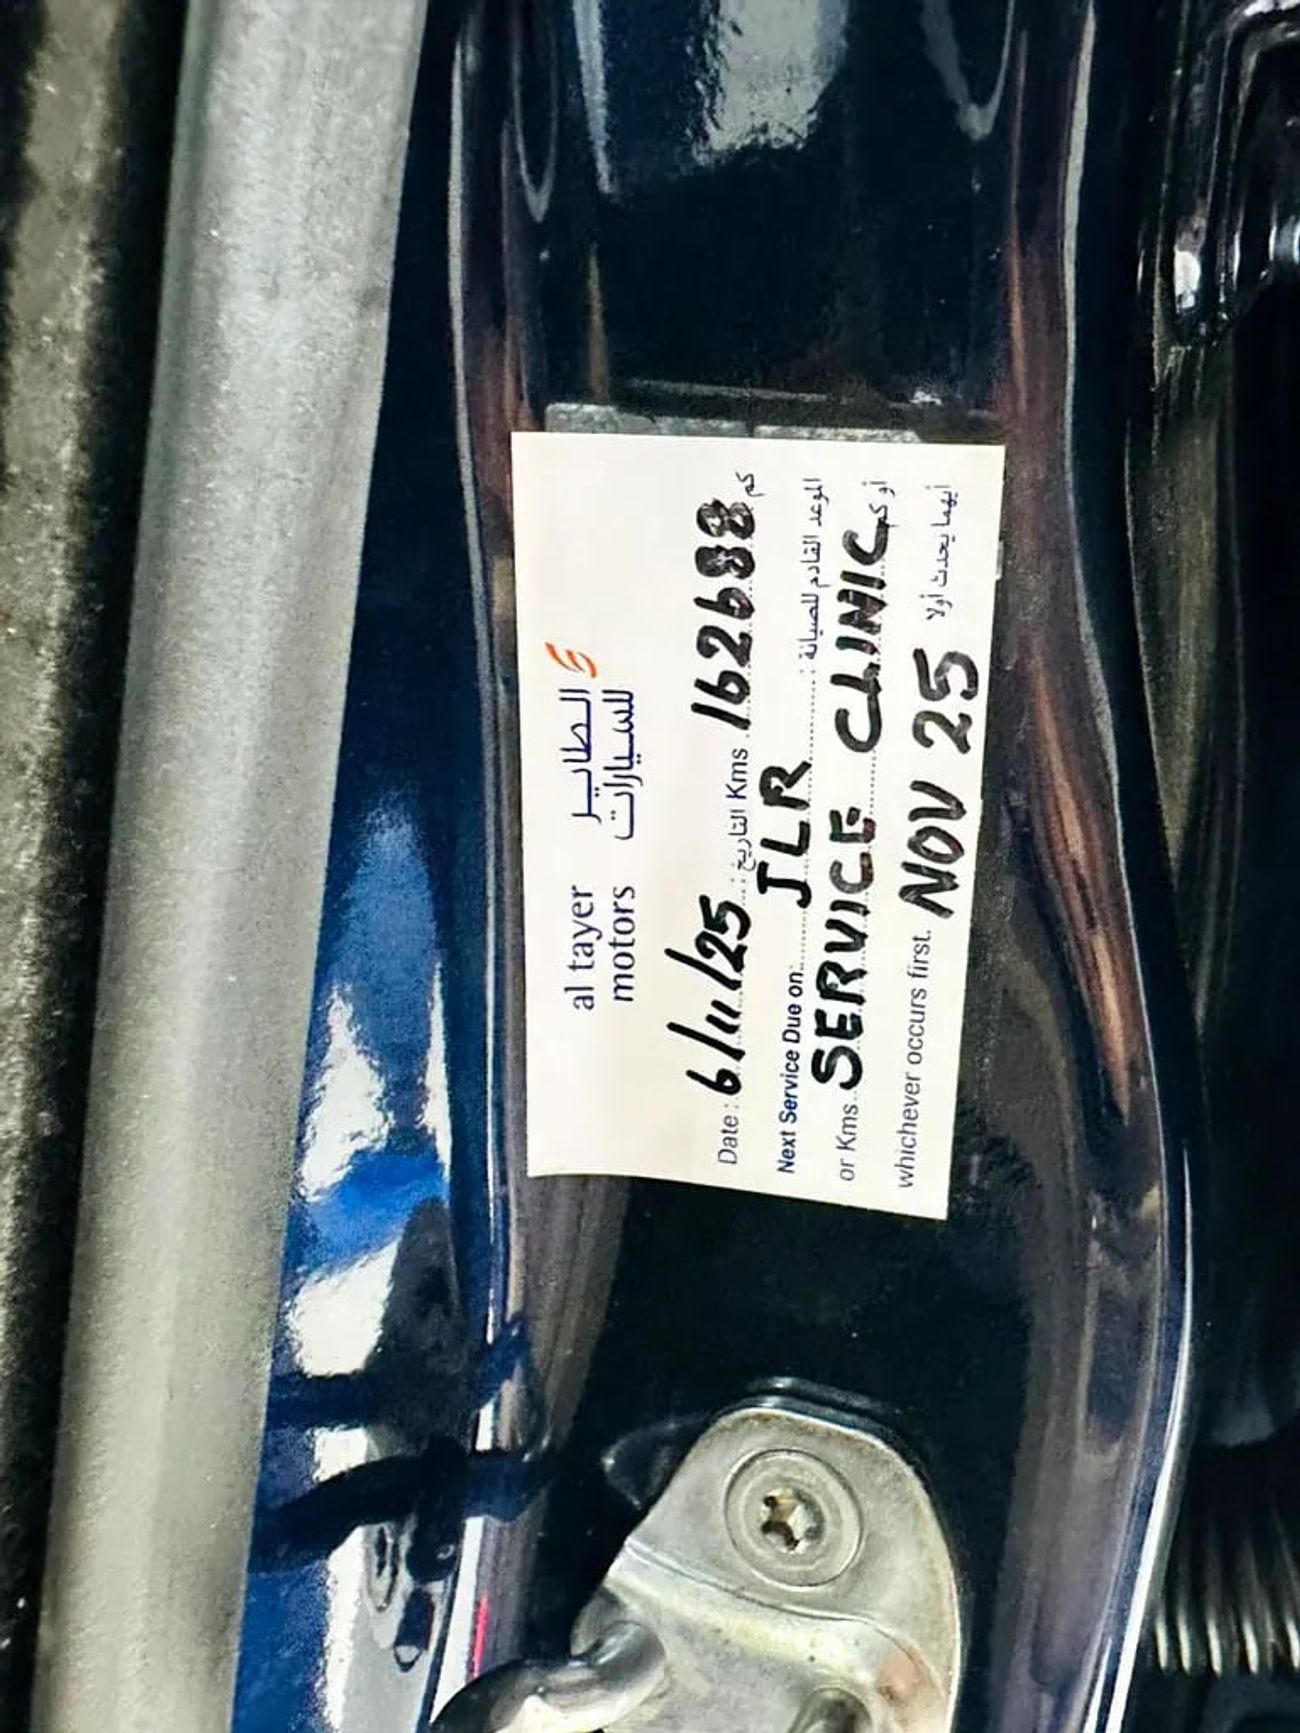 al tayer الطاير
motors للسيارات
Date: 6/11/25 التاريخ: Kms 162688 كم
Next Service Due on: JLR الموعد القادم للصيانة:
or Kms. SERVICE CLINIC أو كم
whichever occurs first. NOV 25 أيهما يحدث أولا